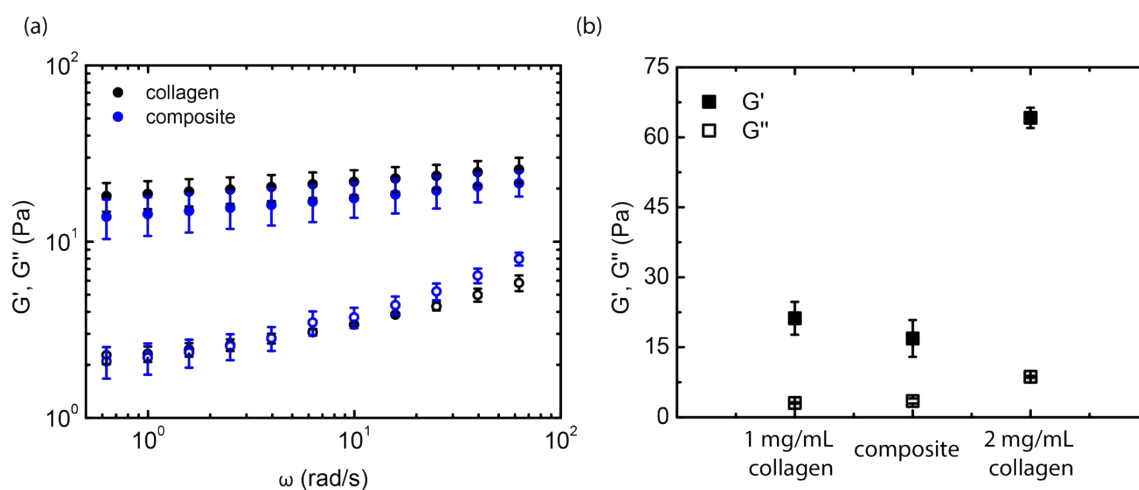 (a)
10²
collagen
composite
10¹
G', G" (Pa)
10⁰
10⁰
10¹
10²
ω (rad/s)
(b)
75
G'
G"
60
45
G', G" (Pa)
30
15
0
1 mg/mL
collagen
composite
2 mg/mL
collagen